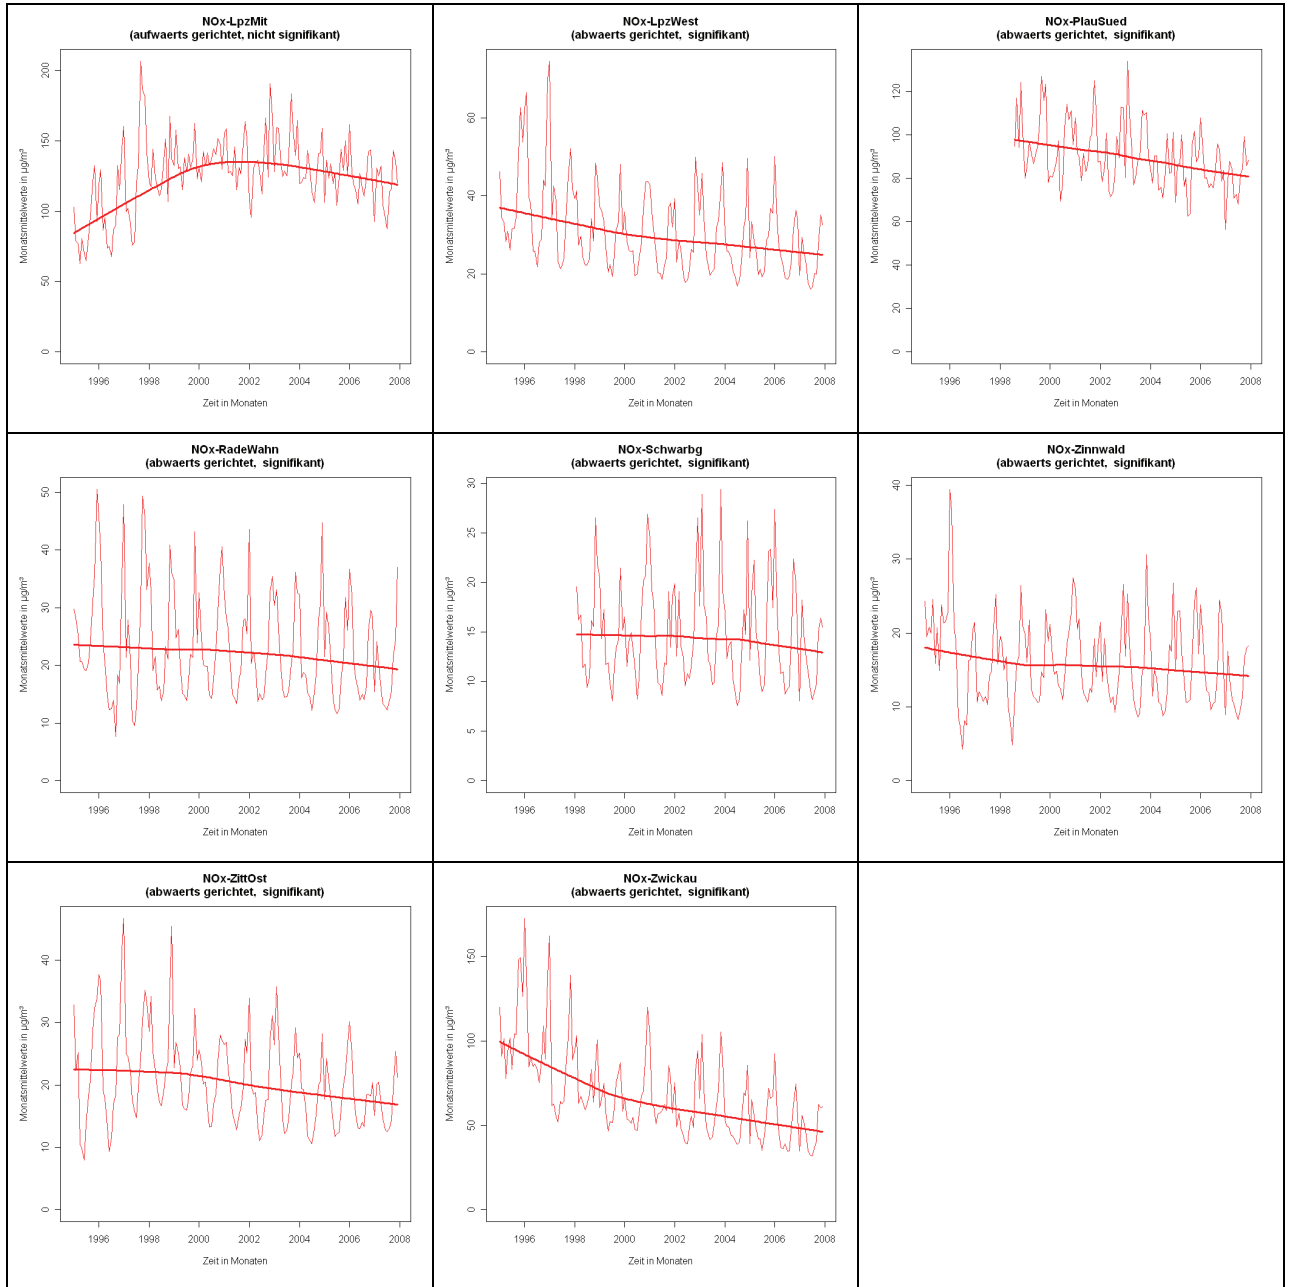 NOx-LpzMit
(aufwaerts gerichtet, nicht signifikant)
Monatsmittelwerte in µg/m³
200
150
100
50
0
1996 1998 2000 2002 2004 2006 2008
Zeit in Monaten
NOx-LpzWest
(abwaerts gerichtet, signifikant)
Monatsmittelwerte in µg/m³
60
40
20
0
1996 1998 2000 2002 2004 2006 2008
Zeit in Monaten
NOx-PlauSued
(abwaerts gerichtet, signifikant)
Monatsmittelwerte in µg/m³
120
100
80
60
40
20
0
1996 1998 2000 2002 2004 2006 2008
Zeit in Monaten
NOx-RadeWahn
(abwaerts gerichtet, signifikant)
Monatsmittelwerte in µg/m³
50
40
30
20
10
0
1996 1998 2000 2002 2004 2006 2008
Zeit in Monaten
NOx-Schwarbg
(abwaerts gerichtet, signifikant)
Monatsmittelwerte in µg/m³
30
25
20
15
10
5
0
1996 1998 2000 2002 2004 2006 2008
Zeit in Monaten
NOx-Zinnwald
(abwaerts gerichtet, signifikant)
Monatsmittelwerte in µg/m³
40
30
20
10
0
1996 1998 2000 2002 2004 2006 2008
Zeit in Monaten
NOx-ZittOst
(abwaerts gerichtet, signifikant)
Monatsmittelwerte in µg/m³
40
30
20
10
0
1996 1998 2000 2002 2004 2006 2008
Zeit in Monaten
NOx-Zwickau
(abwaerts gerichtet, signifikant)
Monatsmittelwerte in µg/m³
150
100
50
0
1996 1998 2000 2002 2004 2006 2008
Zeit in Monaten